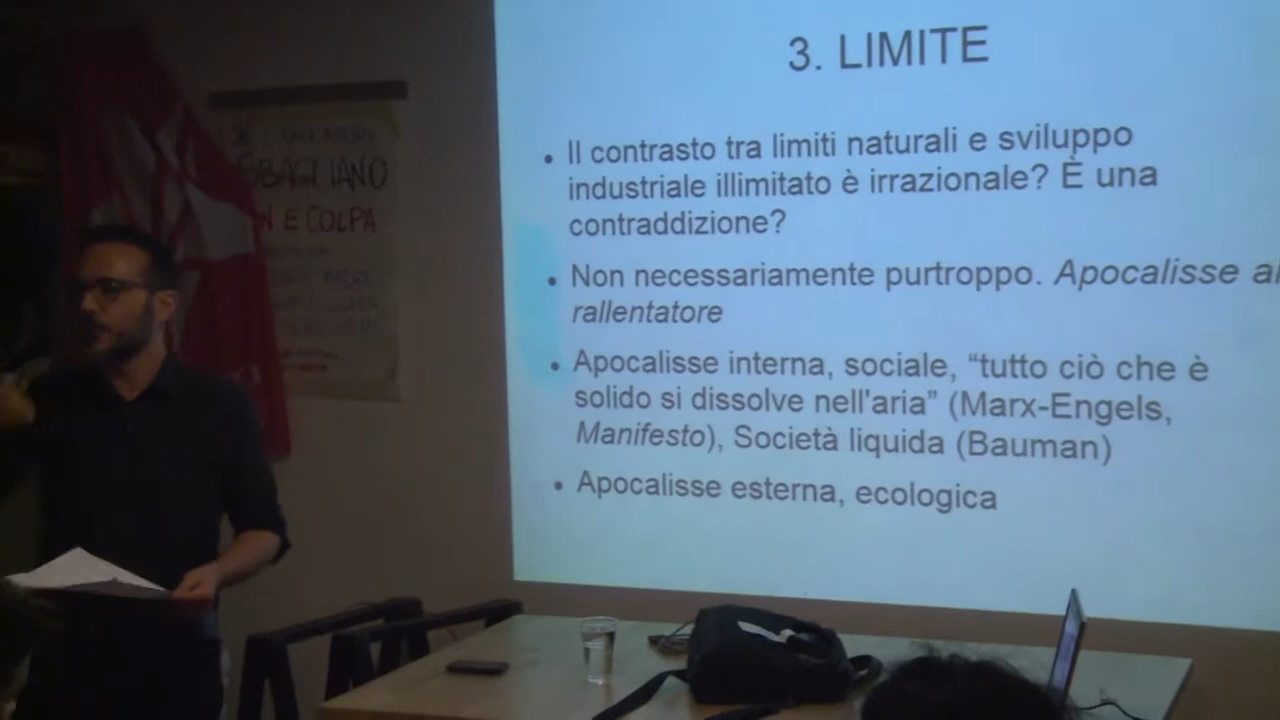 3. LIMITE
• Il contrasto tra limiti naturali e sviluppo
industriale illimitato è irrazionale? È una
contraddizione?
• Non necessariamente purtroppo. Apocalisse al
rallentatore
• Apocalisse interna, sociale, “tutto ciò che è
solido si dissolve nell'aria” (Marx-Engels,
Manifesto), Società liquida (Bauman)
• Apocalisse esterna, ecologica
SBAGLIANO
E COLPA